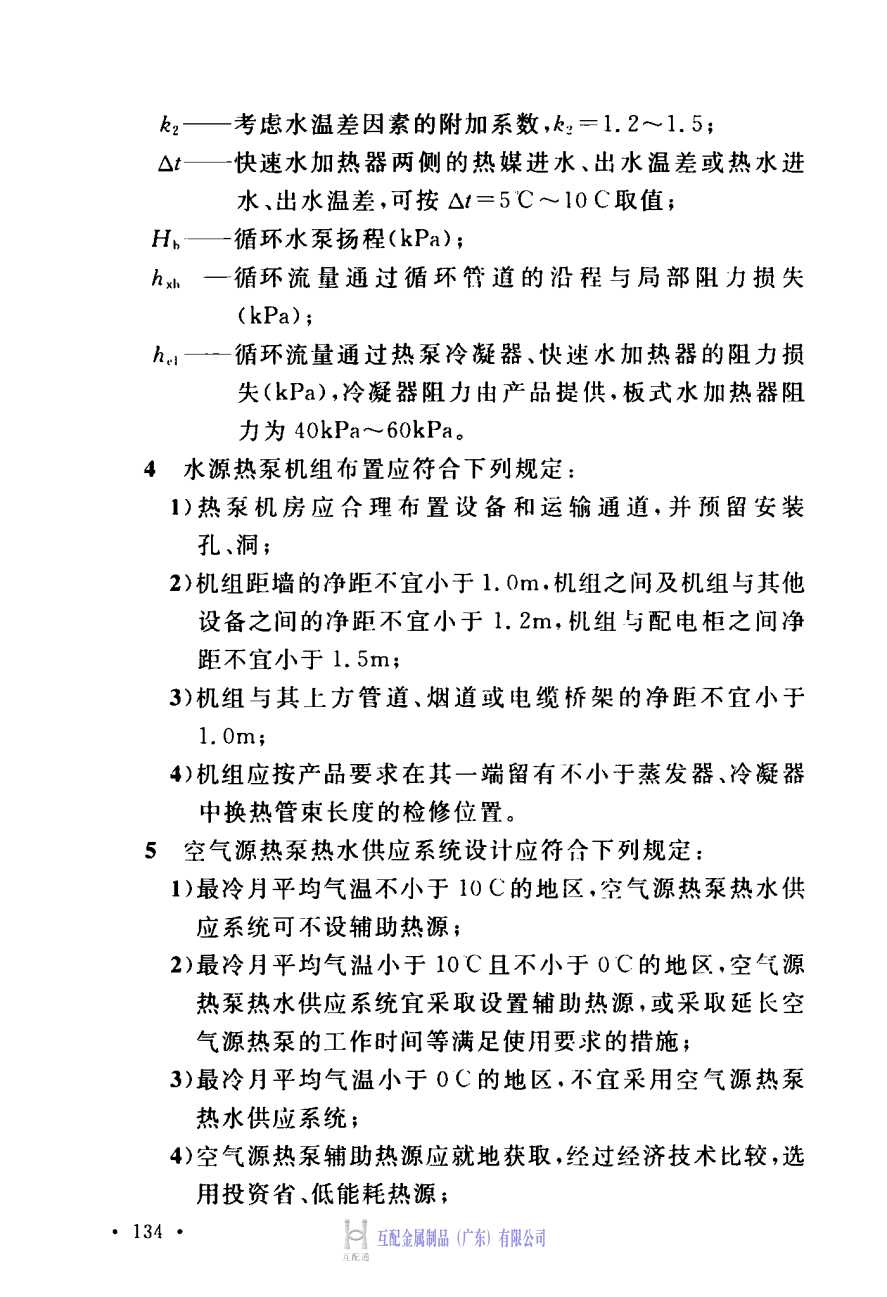 k₂——考虑水温差因素的附加系数,k₂=1.2~1.5;
Δt——快速水加热器两侧的热媒进水、出水温差或热水进
水、出水温差,可按 Δt=5℃~10℃取值;
H_b——循环水泵扬程(kPa);
h_xh——循环流量通过循环管道的沿程与局部阻力损失
(kPa);
h_el——循环流量通过热泵冷凝器、快速水加热器的阻力损
失(kPa),冷凝器阻力由产品提供,板式水加热器阻
力为 40kPa~60kPa。
4 水源热泵机组布置应符合下列规定:
1)热泵机房应合理布置设备和运输通道,并预留安装
孔、洞;
2)机组距墙的净距不宜小于 1.0m,机组之间及机组与其他
设备之间的净距不宜小于 1.2m,机组与配电柜之间净
距不宜小于 1.5m;
3)机组与其上方管道、烟道或电缆桥架的净距不宜小于
1.0m;
4)机组应按产品要求在其一端留有不小于蒸发器、冷凝器
中换热管束长度的检修位置。
5 空气源热泵热水供应系统设计应符合下列规定:
1)最冷月平均气温不小于 10℃的地区,空气源热泵热水供
应系统可不设辅助热源;
2)最冷月平均气温小于 10℃且不小于 0℃的地区,空气源
热泵热水供应系统宜采取设置辅助热源,或采取延长空
气源热泵的工作时间等满足使用要求的措施;
3)最冷月平均气温小于 0℃的地区,不宜采用空气源热泵
热水供应系统;
4)空气源热泵辅助热源应就地获取,经过经济技术比较,选
用投资省、低能耗热源;
• 134 •
互配金属制品(广东)有限公司
互配通